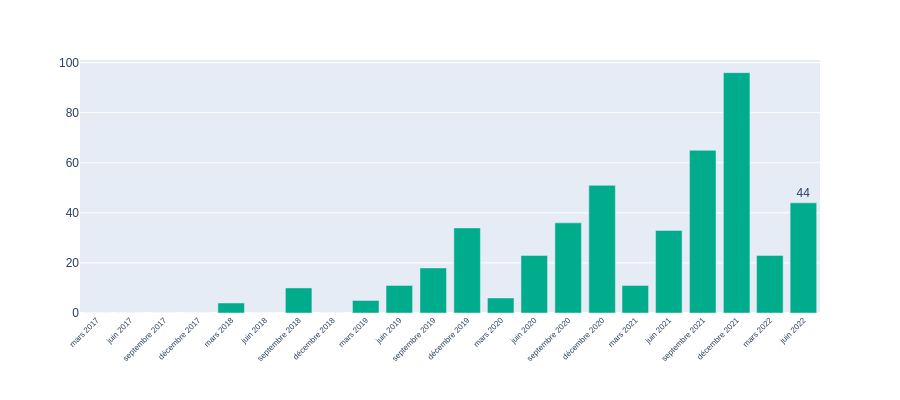 100
80
60
40
20
0
44
mars 2017
juin 2017
septembre 2017
décembre 2017
mars 2018
juin 2018
septembre 2018
décembre 2018
mars 2019
juin 2019
septembre 2019
décembre 2019
mars 2020
juin 2020
septembre 2020
décembre 2020
mars 2021
juin 2021
septembre 2021
décembre 2021
mars 2022
juin 2022